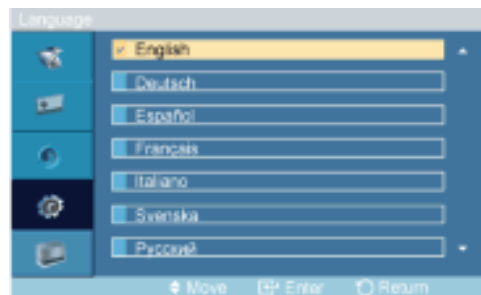 Language
English
Deutsch
Español
Français
Italiano
Svenska
Русский
Move Enter Return